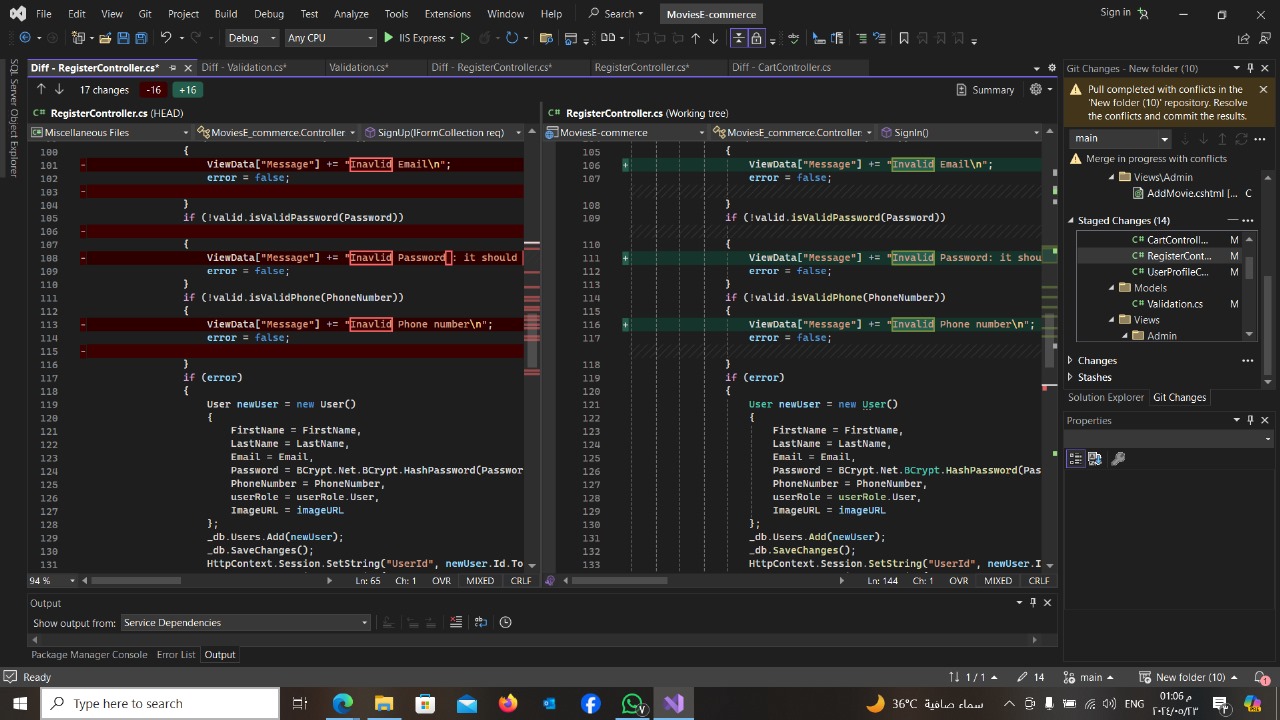 File Edit View Git Project Build Debug Test Analyze Tools Extensions Window Help Search MoviesE-commerce Sign in
Debug Any CPU IIS Express
Diff - RegisterController.cs* Diff - Validation.cs* Validation.cs* Diff - RegisterController.cs* RegisterController.cs* Diff - CartController.cs
17 changes -16 +16 Summary
SQL Server Object Explorer
C# RegisterController.cs (HEAD)
Miscellaneous Files MoviesE_commerce.Controller SignUp(IFormCollection req)
100 {
101 ViewData["Message"] += "Inavlid Email\n";
102 error = false;
103
104 }
105 if (!valid.isValidPassword(Password))
106
107 {
108 ViewData["Message"] += "Inavlid Password : it should
109 error = false;
110 }
111 if (!valid.isValidPhone(PhoneNumber))
112 {
113 ViewData["Message"] += "Inavlid Phone number\n";
114 error = false;
115
116 }
117 if (error)
118 {
119 User newUser = new User()
120 {
121 FirstName = FirstName,
122 LastName = LastName,
123 Email = Email,
124 Password = BCrypt.Net.BCrypt.HashPassword(Passwor
125 PhoneNumber = PhoneNumber,
126 userRole = userRole.User,
127 ImageURL = imageURL
128 };
129 _db.Users.Add(newUser);
130 _db.SaveChanges();
131 HttpContext.Session.SetString("UserId", newUser.Id.To
94 % Ln: 65 Ch: 1 OVR MIXED CRLF
C# RegisterController.cs (Working tree)
MoviesE-commerce MoviesE_commerce.Controller SignIn()
105 {
106 ViewData["Message"] += "Invalid Email\n";
107 error = false;
108 }
109 if (!valid.isValidPassword(Password))
110 {
111 ViewData["Message"] += "Invalid Password: it shou
112 error = false;
113 }
114 if (!valid.isValidPhone(PhoneNumber))
115 {
116 ViewData["Message"] += "Invalid Phone number\n";
117 error = false;
118 }
119 if (error)
120 {
121 User newUser = new User()
122 {
123 FirstName = FirstName,
124 LastName = LastName,
125 Email = Email,
126 Password = BCrypt.Net.BCrypt.HashPassword(Pas
127 PhoneNumber = PhoneNumber,
128 userRole = userRole.User,
129 ImageURL = imageURL
130 };
131 _db.Users.Add(newUser);
132 _db.SaveChanges();
133 HttpContext.Session.SetString("UserId", newUser.I
Ln: 144 Ch: 1 OVR MIXED CRLF
Git Changes - New folder (10)
Pull completed with conflicts in the
'New folder (10)' repository. Resolve
the conflicts and commit the results.
main
Merge in progress with conflicts
Views\Admin
AddMovie.cshtml [... C
Staged Changes (14)
C# CartControll... M
C# RegisterCont... M
C# UserProfileC... M
Models
C# Validation.cs M
Views
Admin
Changes
Stashes
Solution Explorer Git Changes
Properties
Output
Show output from: Service Dependencies
Package Manager Console Error List Output
Ready 1 / 1 14 main New folder (10) 1
Type here to search 36°C سماء صافية ENG 01:06 م
٢٠٢٤/٠٥/٢٣